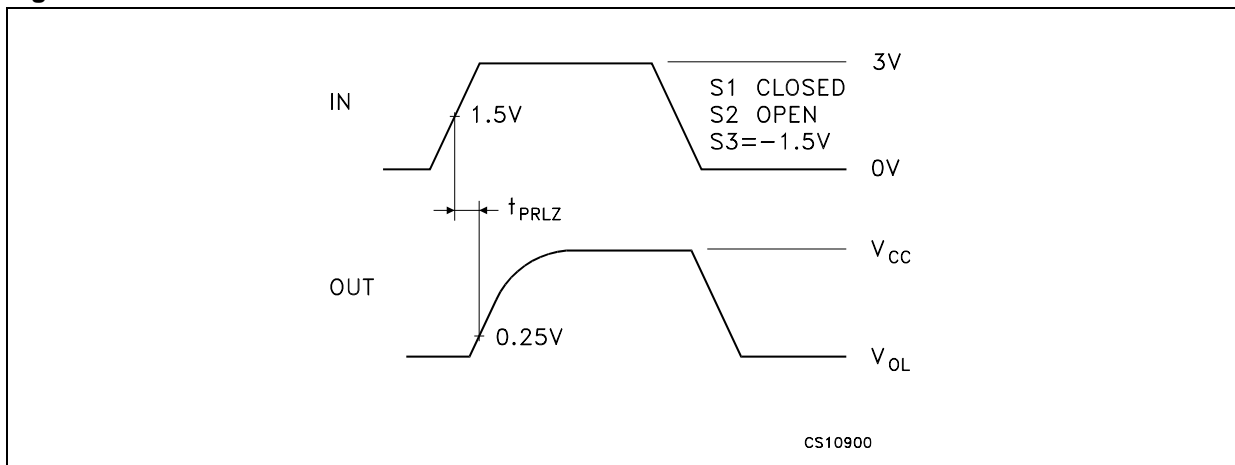 3V
S1 CLOSED
IN
S2 OPEN
1.5V
S3=-1.5V
0V
tPRLZ
VCC
OUT
0.25V
VOL
CS10900